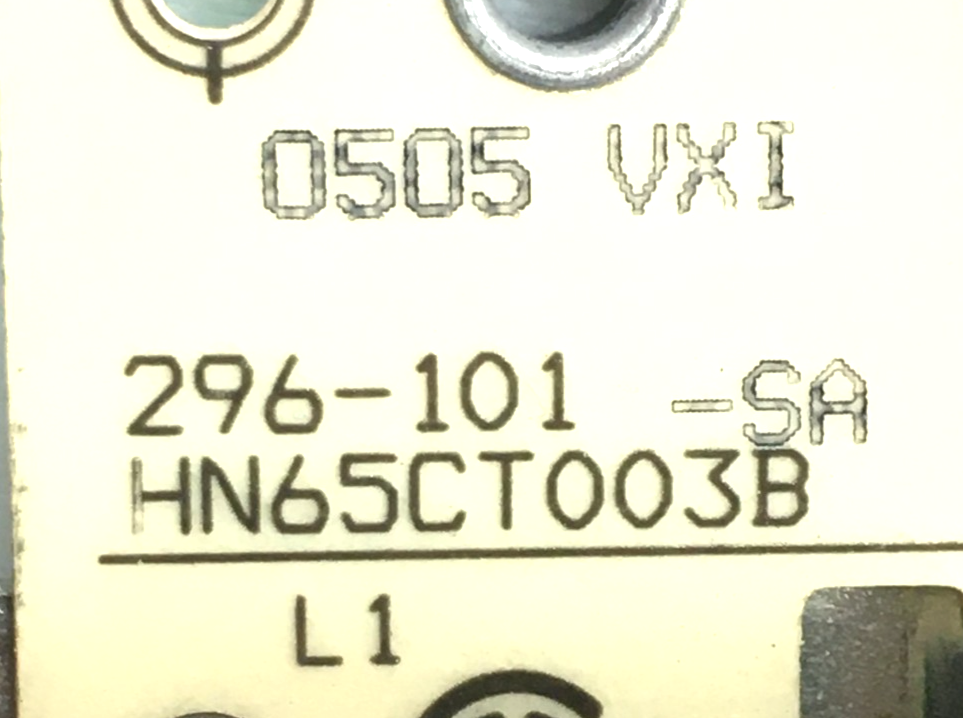 0505 VXI
296-101 -SA
HN65CT003B
L1